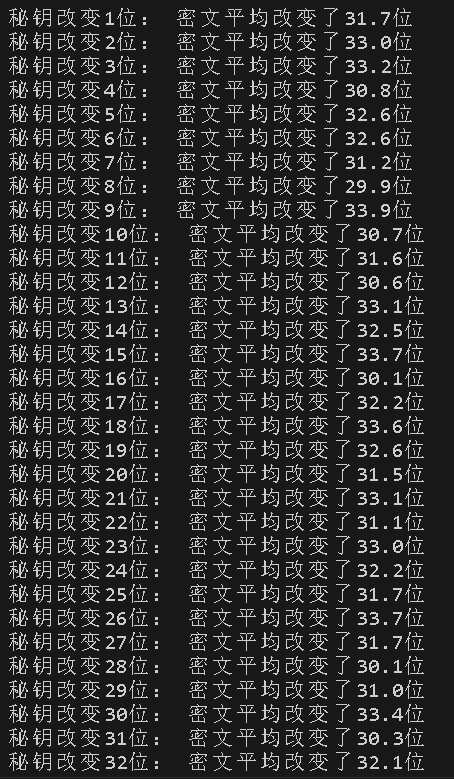 秘钥改变1位： 密文平均改变了31.7位
秘钥改变2位： 密文平均改变了33.0位
秘钥改变3位： 密文平均改变了33.2位
秘钥改变4位： 密文平均改变了30.8位
秘钥改变5位： 密文平均改变了32.6位
秘钥改变6位： 密文平均改变了32.6位
秘钥改变7位： 密文平均改变了31.2位
秘钥改变8位： 密文平均改变了29.9位
秘钥改变9位： 密文平均改变了33.9位
秘钥改变10位： 密文平均改变了30.7位
秘钥改变11位： 密文平均改变了31.6位
秘钥改变12位： 密文平均改变了30.6位
秘钥改变13位： 密文平均改变了33.1位
秘钥改变14位： 密文平均改变了32.5位
秘钥改变15位： 密文平均改变了33.7位
秘钥改变16位： 密文平均改变了30.1位
秘钥改变17位： 密文平均改变了32.2位
秘钥改变18位： 密文平均改变了33.6位
秘钥改变19位： 密文平均改变了32.6位
秘钥改变20位： 密文平均改变了31.5位
秘钥改变21位： 密文平均改变了33.1位
秘钥改变22位： 密文平均改变了31.1位
秘钥改变23位： 密文平均改变了33.0位
秘钥改变24位： 密文平均改变了32.2位
秘钥改变25位： 密文平均改变了31.7位
秘钥改变26位： 密文平均改变了33.7位
秘钥改变27位： 密文平均改变了31.7位
秘钥改变28位： 密文平均改变了30.1位
秘钥改变29位： 密文平均改变了31.0位
秘钥改变30位： 密文平均改变了33.4位
秘钥改变31位： 密文平均改变了30.3位
秘钥改变32位： 密文平均改变了32.1位